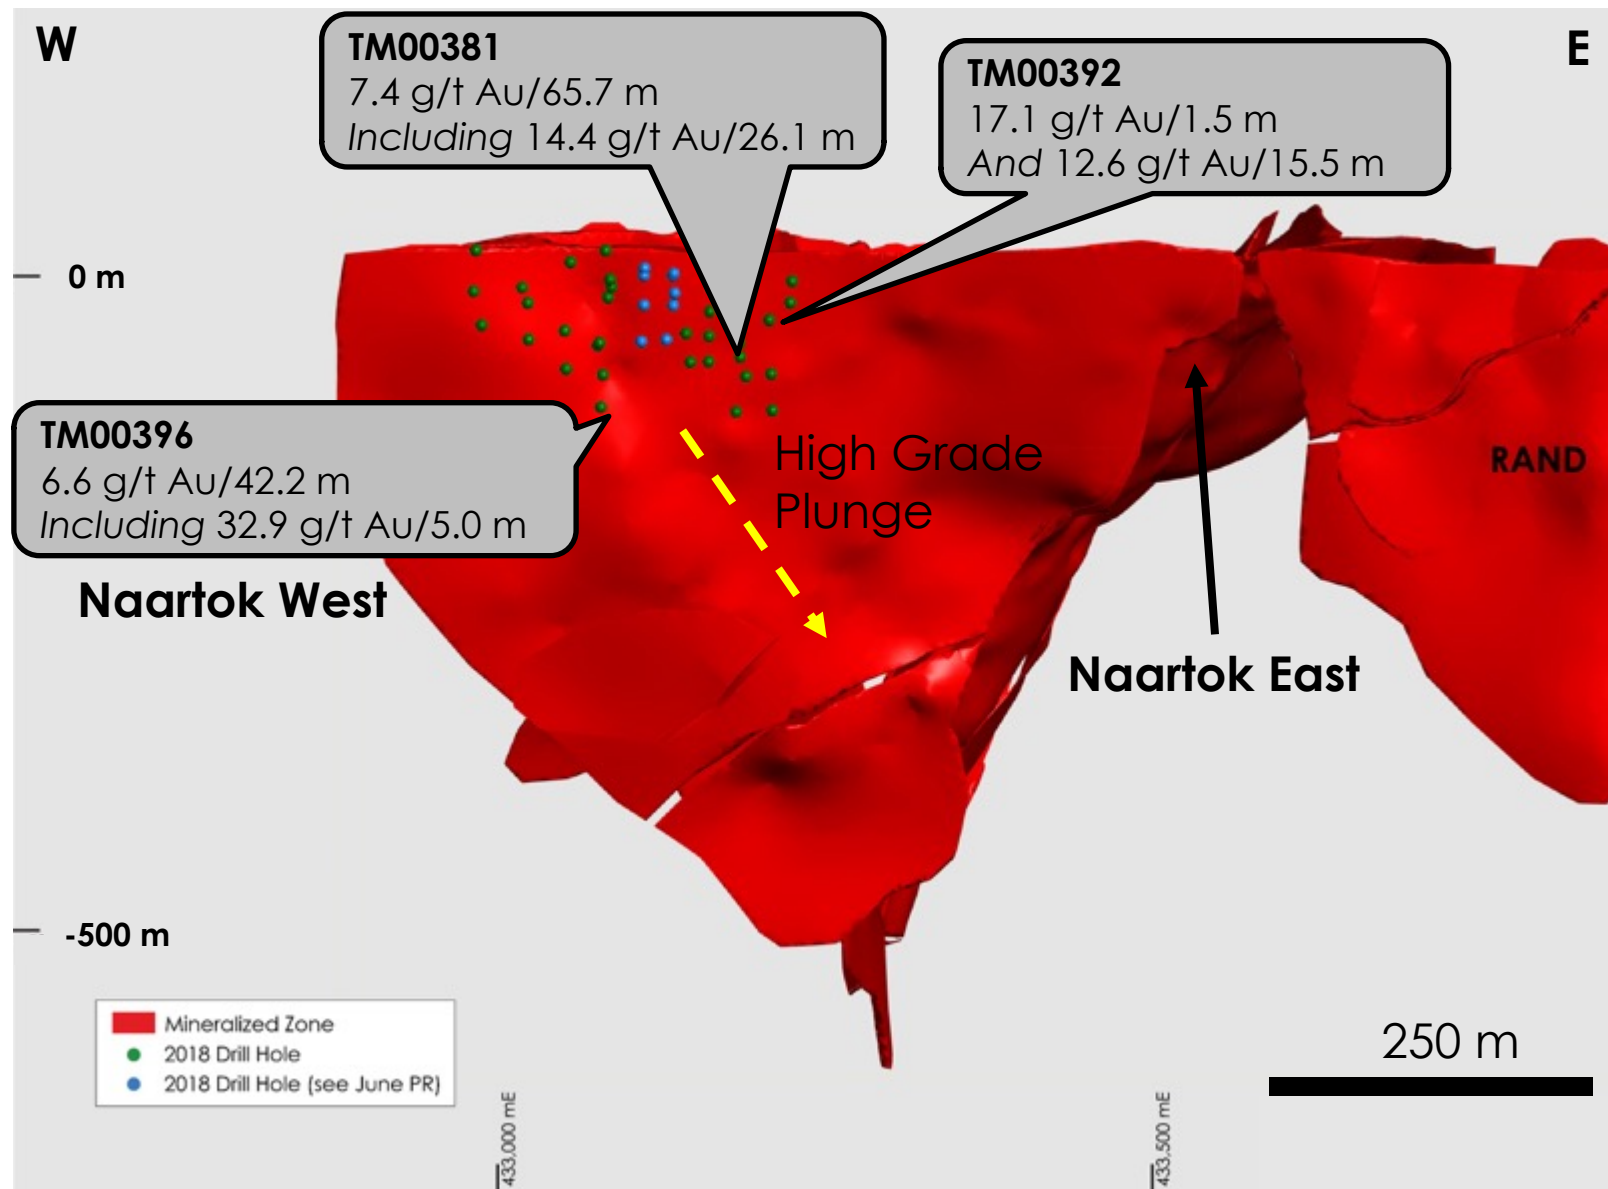 W
E
TM00381
7.4 g/t Au/65.7 m
Including 14.4 g/t Au/26.1 m
TM00392
17.1 g/t Au/1.5 m
And 12.6 g/t Au/15.5 m
0 m
TM00396
6.6 g/t Au/42.2 m
Including 32.9 g/t Au/5.0 m
High Grade
Plunge
RAND
Naartok West
Naartok East
-500 m
Mineralized Zone
2018 Drill Hole
2018 Drill Hole (see June PR)
250 m
433,000 mE
433,500 mE